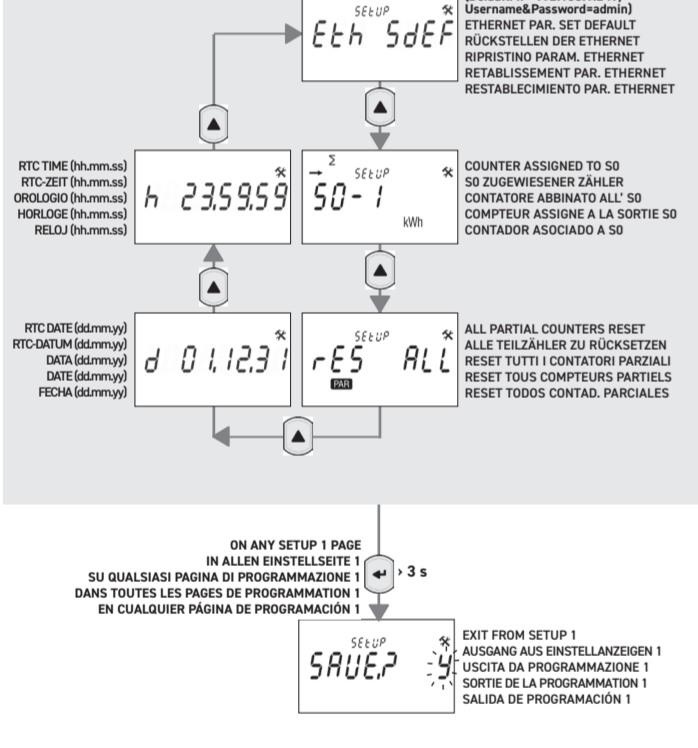 Username&Password=admin)
SEtUP
Eth SdEF
ETHERNET PAR. SET DEFAULT
RÜCKSTELLEN DER ETHERNET
RIPRISTINO PARAM. ETHERNET
RETABLISSEMENT PAR. ETHERNET
RESTABLECIMIENTO PAR. ETHERNET
RTC TIME (hh.mm.ss)
RTC-ZEIT (hh.mm.ss)
OROLOGIO (hh.mm.ss)
HORLOGE (hh.mm.ss)
RELOJ (hh.mm.ss)
h 23.59.59
Σ
SEtUP
S0-1
kWh
COUNTER ASSIGNED TO S0
S0 ZUGEWIESENER ZÄHLER
CONTATORE ABBINATO ALL' S0
COMPTEUR ASSIGNE A LA SORTIE S0
CONTADOR ASOCIADO A S0
RTC DATE (dd.mm.yy)
RTC-DATUM (dd.mm.yy)
DATA (dd.mm.yy)
DATE (dd.mm.yy)
FECHA (dd.mm.yy)
d 01.12.31
SEtUP
rES ALL
PAR
ALL PARTIAL COUNTERS RESET
ALLE TEILZÄHLER ZU RÜCKSETZEN
RESET TUTTI I CONTATORI PARZIALI
RESET TOUS COMPTEURS PARTIELS
RESET TODOS CONTAD. PARCIALES
ON ANY SETUP 1 PAGE
IN ALLEN EINSTELLSEITE 1
SU QUALSIASI PAGINA DI PROGRAMMAZIONE 1
DANS TOUTES LES PAGES DE PROGRAMMATION 1
EN CUALQUIER PÁGINA DE PROGRAMACIÓN 1
> 3 s
SEtUP
SAUE.? y
EXIT FROM SETUP 1
AUSGANG AUS EINSTELLANZEIGEN 1
USCITA DA PROGRAMMAZIONE 1
SORTIE DE LA PROGRAMMATION 1
SALIDA DE PROGRAMACIÓN 1